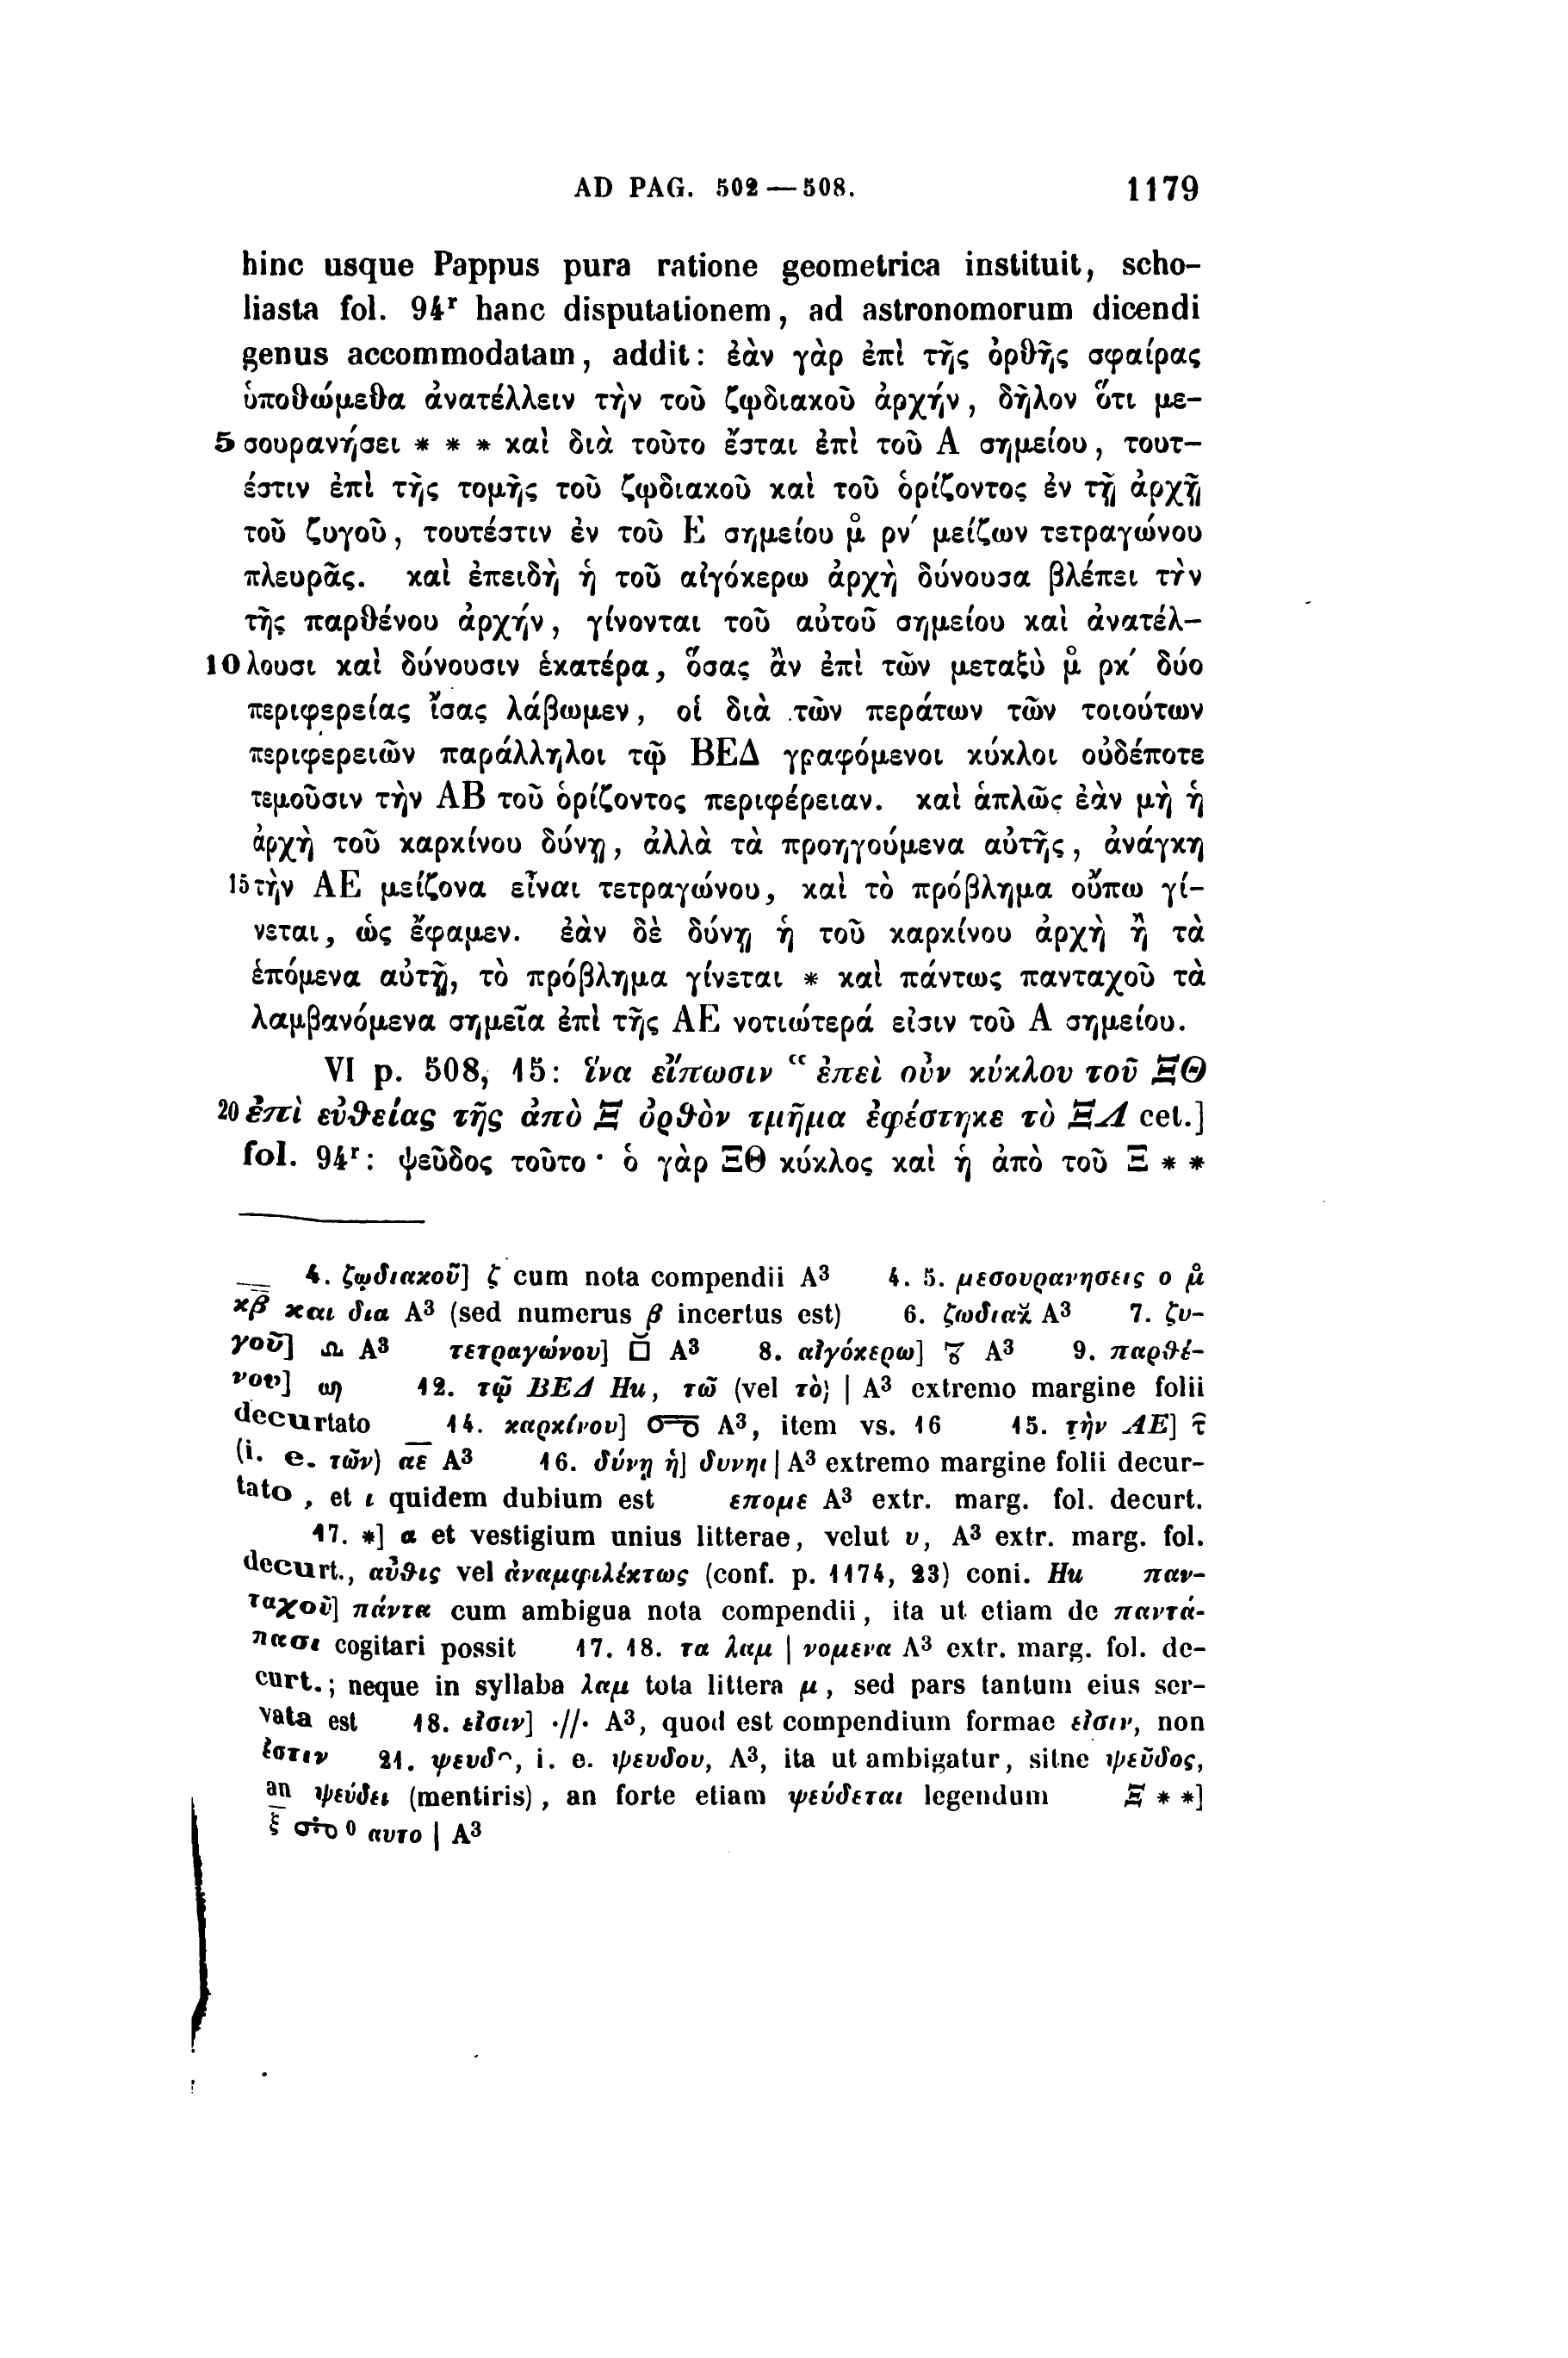 AD PAG. 502—508. 1179
hinc usque Pappus pura ratione geometrica instituit, scho-
liasta fol. 94ʳ hanc disputationem, ad astronomorum dicendi
genus accommodatam, addit: ἐὰν γὰρ ἐπὶ τῆς ὀρθῆς σφαίρας
ὑποθώμεθα ἀνατέλλειν τὴν τοῦ ζῳδιακοῦ ἀρχήν, δῆλον ὅτι με-
5 σουρανήσει * * * καὶ διὰ τοῦτο ἔσται ἐπὶ τοῦ Α σημείου, τουτ-
έστιν ἐπὶ τῆς τομῆς τοῦ ζῳδιακοῦ καὶ τοῦ ὁρίζοντος ἐν τῇ ἀρχῇ
τοῦ ζυγοῦ, τουτέστιν ἐν τοῦ Ε σημείου μ̊ ρν΄ μείζων τετραγώνου
πλευρᾶς. καὶ ἐπειδὴ ἡ τοῦ αἰγόκερω ἀρχὴ δύνουσα βλέπει τὴν
τῆς παρθένου ἀρχήν, γίνονται τοῦ αὐτοῦ σημείου καὶ ἀνατέλ-
10 λουσι καὶ δύνουσιν ἑκατέρα, ὅσας ἂν ἐπὶ τῶν μεταξὺ μ̊ ρκ΄ δύο
περιφερείας ἴσας λάβωμεν, οἱ διὰ τῶν περάτων τῶν τοιούτων
περιφερειῶν παράλληλοι τῷ ΒΕΔ γραφόμενοι κύκλοι οὐδέποτε
τεμοῦσιν τὴν ΑΒ τοῦ ὁρίζοντος περιφέρειαν. καὶ ἁπλῶς ἐὰν μὴ ἡ
ἀρχὴ τοῦ καρκίνου δύνῃ, ἀλλὰ τὰ προηγούμενα αὐτῆς, ἀνάγκη
15 τὴν ΑΕ μείζονα εἶναι τετραγώνου, καὶ τὸ πρόβλημα οὔπω γί-
νεται, ὡς ἔφαμεν. ἐὰν δὲ δύνῃ ἡ τοῦ καρκίνου ἀρχὴ ἢ τὰ
ἑπόμενα αὐτῇ, τὸ πρόβλημα γίνεται * καὶ πάντως πανταχοῦ τὰ
λαμβανόμενα σημεῖα ἐπὶ τῆς ΑΕ νοτιώτερά εἰσιν τοῦ Α σημείου.
VI p. 508, 15: ἵνα εἴπωσιν “ἐπεὶ οὖν κύκλου τοῦ ΞΘ
20 ἐπὶ εὐθείας τῆς ἀπὸ Ξ ὀρθὸν τμῆμα ἐφέστηκε τὸ ΞΛ cet.]
fol. 94ʳ: ψεῦδος τοῦτο · ὁ γὰρ ΞΘ κύκλος καὶ ἡ ἀπὸ τοῦ Ξ * *
4. ζῳδιακοῦ] ζ cum nota compendii A³ 4. 5. μεσουρανησεις ο μ̊
κβ και δια A³ (sed numerus β incertus est) 6. ζωδιακ A³ 7. ζυ-
γοῦ] ♎ A³ τετραγώνου] □ A³ 8. αἰγόκερω] ♑ A³ 9. παρθέ-
νου] ♍ 12. τῷ ΒΕΔ Hu, τῶ (vel τὸ) | A³ extremo margine folii
decurtato 14. καρκίνου] ♋ A³, item vs. 16 15. τὴν ΑΕ] τ̑
(i. e. τῶν) αε A³ 16. δύνῃ ἡ] δυνηι | A³ extremo margine folii decur-
tato, et ι quidem dubium est επομε A³ extr. marg. fol. decurt.
17. *] α et vestigium unius litterae, velut υ, A³ extr. marg. fol.
decurt., αὖθις vel ἀναμφιλέκτως (conf. p. 1174, 23) coni. Hu παν-
ταχοῦ] πάντα cum ambigua nota compendii, ita ut etiam de παντά-
πασι cogitari possit 17. 18. τα λαμ | νομενα A³ extr. marg. fol. de-
curt.; neque in syllaba λαμ tota littera μ, sed pars tantum eius ser-
vata est 18. εἰσιν] ·//· A³, quod est compendium formae εἰσιν, non
ἐστιν 21. ψευδ^, i. e. ψευδου, A³, ita ut ambigatur, sitne ψεῦδος,
an ψεύδει (mentiris), an forte etiam ψεύδεται legendum Ξ * *]
ξ ο αυτο | A³